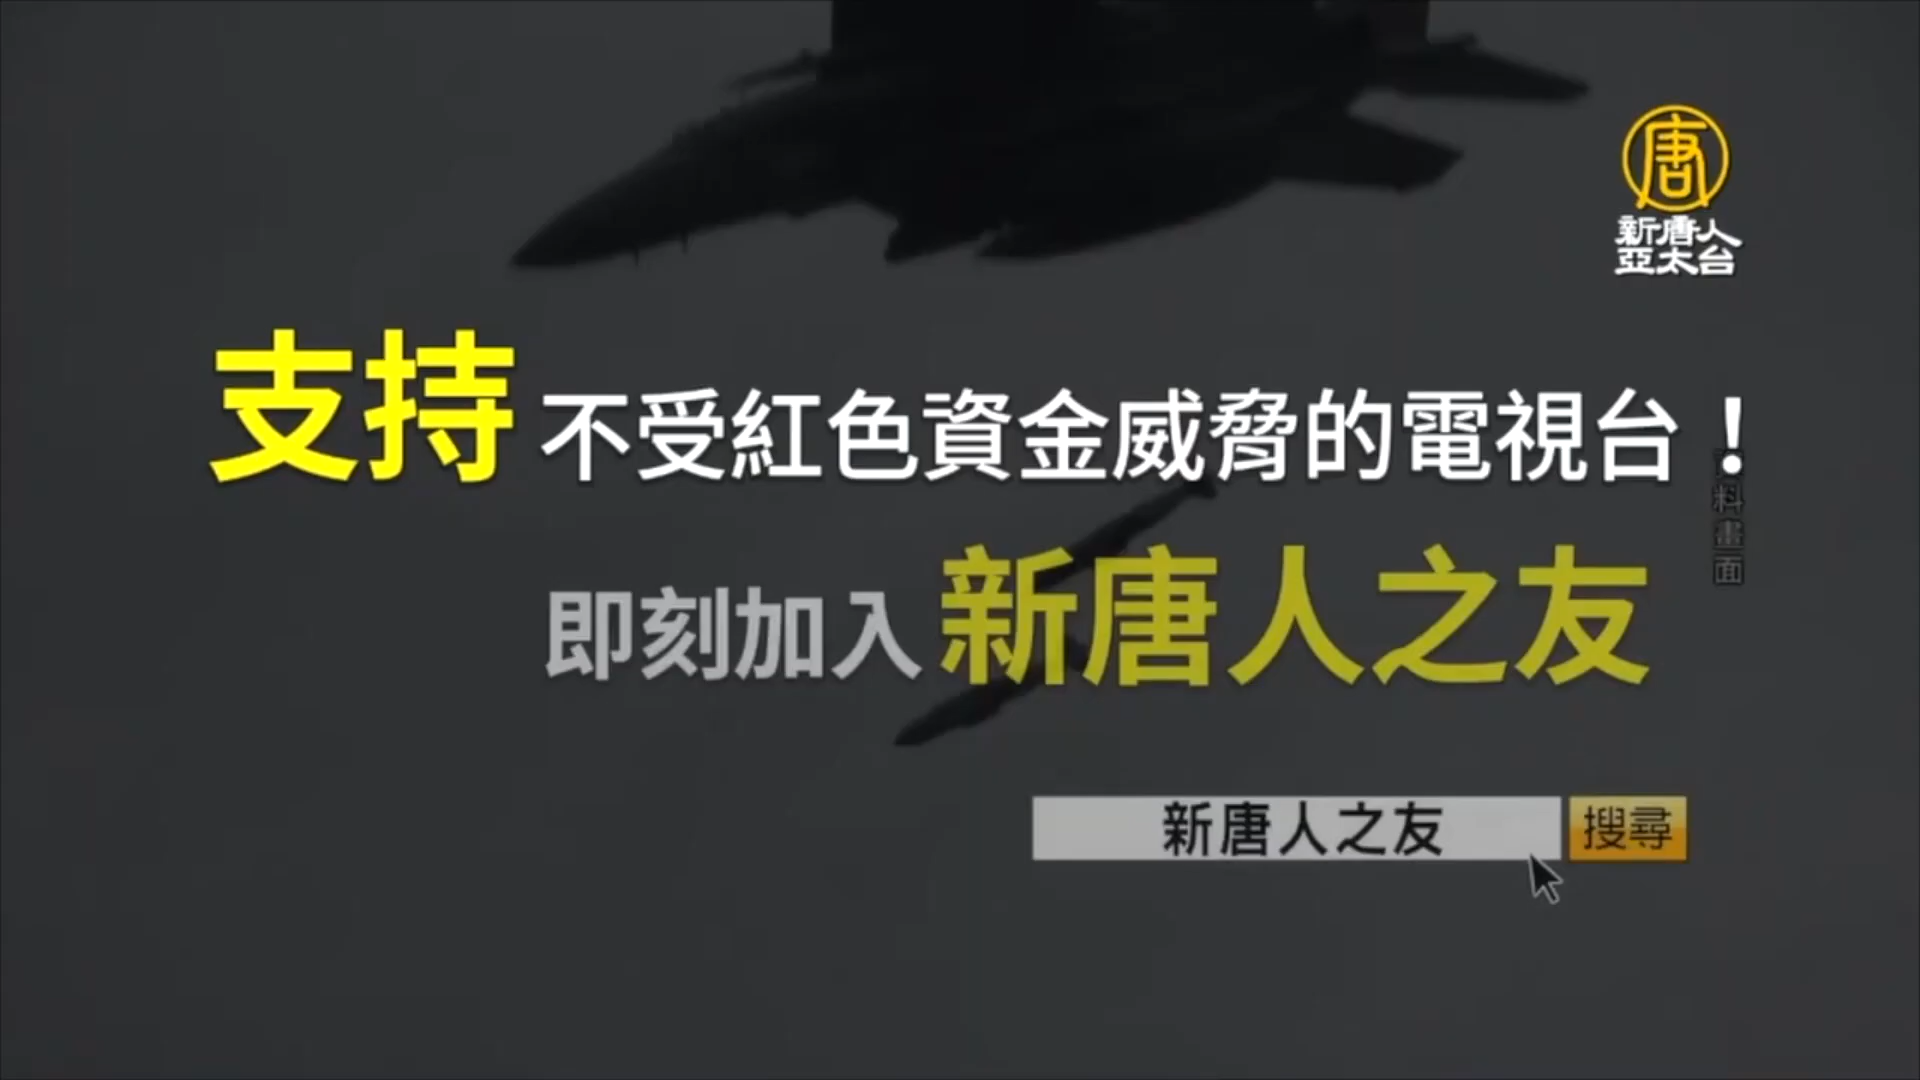 唐
新唐人
亞太台
支持不受紅色資金威脅的電視台！
資料畫面
即刻加入新唐人之友
新唐人之友
搜尋